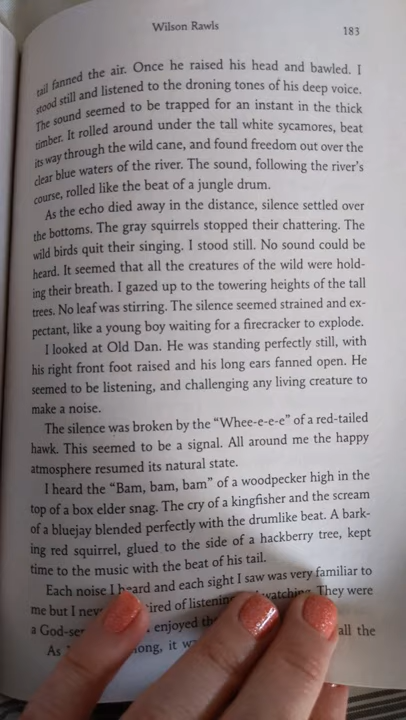 Wilson Rawls
183
tail fanned the air. Once he raised his head and bawled. I
stood still and listened to the droning tones of his deep voice.
The sound seemed to be trapped for an instant in the thick
timber. It rolled around under the tall white sycamores, beat
its way through the wild cane, and found freedom out over the
clear blue waters of the river. The sound, following the river's
course, rolled like the beat of a jungle drum.
As the echo died away in the distance, silence settled over
the bottoms. The gray squirrels stopped their chattering. The
wild birds quit their singing. I stood still. No sound could be
heard. It seemed that all the creatures of the wild were hold-
ing their breath. I gazed up to the towering heights of the tall
trees. No leaf was stirring. The silence seemed strained and ex-
pectant, like a young boy waiting for a firecracker to explode.
I looked at Old Dan. He was standing perfectly still, with
his right front foot raised and his long ears fanned open. He
seemed to be listening, and challenging any living creature to
make a noise.
The silence was broken by the “Whee-e-e-e” of a red-tailed
hawk. This seemed to be a signal. All around me the happy
atmosphere resumed its natural state.
I heard the “Bam, bam, bam” of a woodpecker high in the
top of a box elder snag. The cry of a kingfisher and the scream
of a bluejay blended perfectly with the drumlike beat. A bark-
ing red squirrel, glued to the side of a hackberry tree, kept
time to the music with the beat of his tail.
Each noise I heard and each sight I saw was very familiar to
me but I tired of listening watching. They were
a enjoyed all the
As it